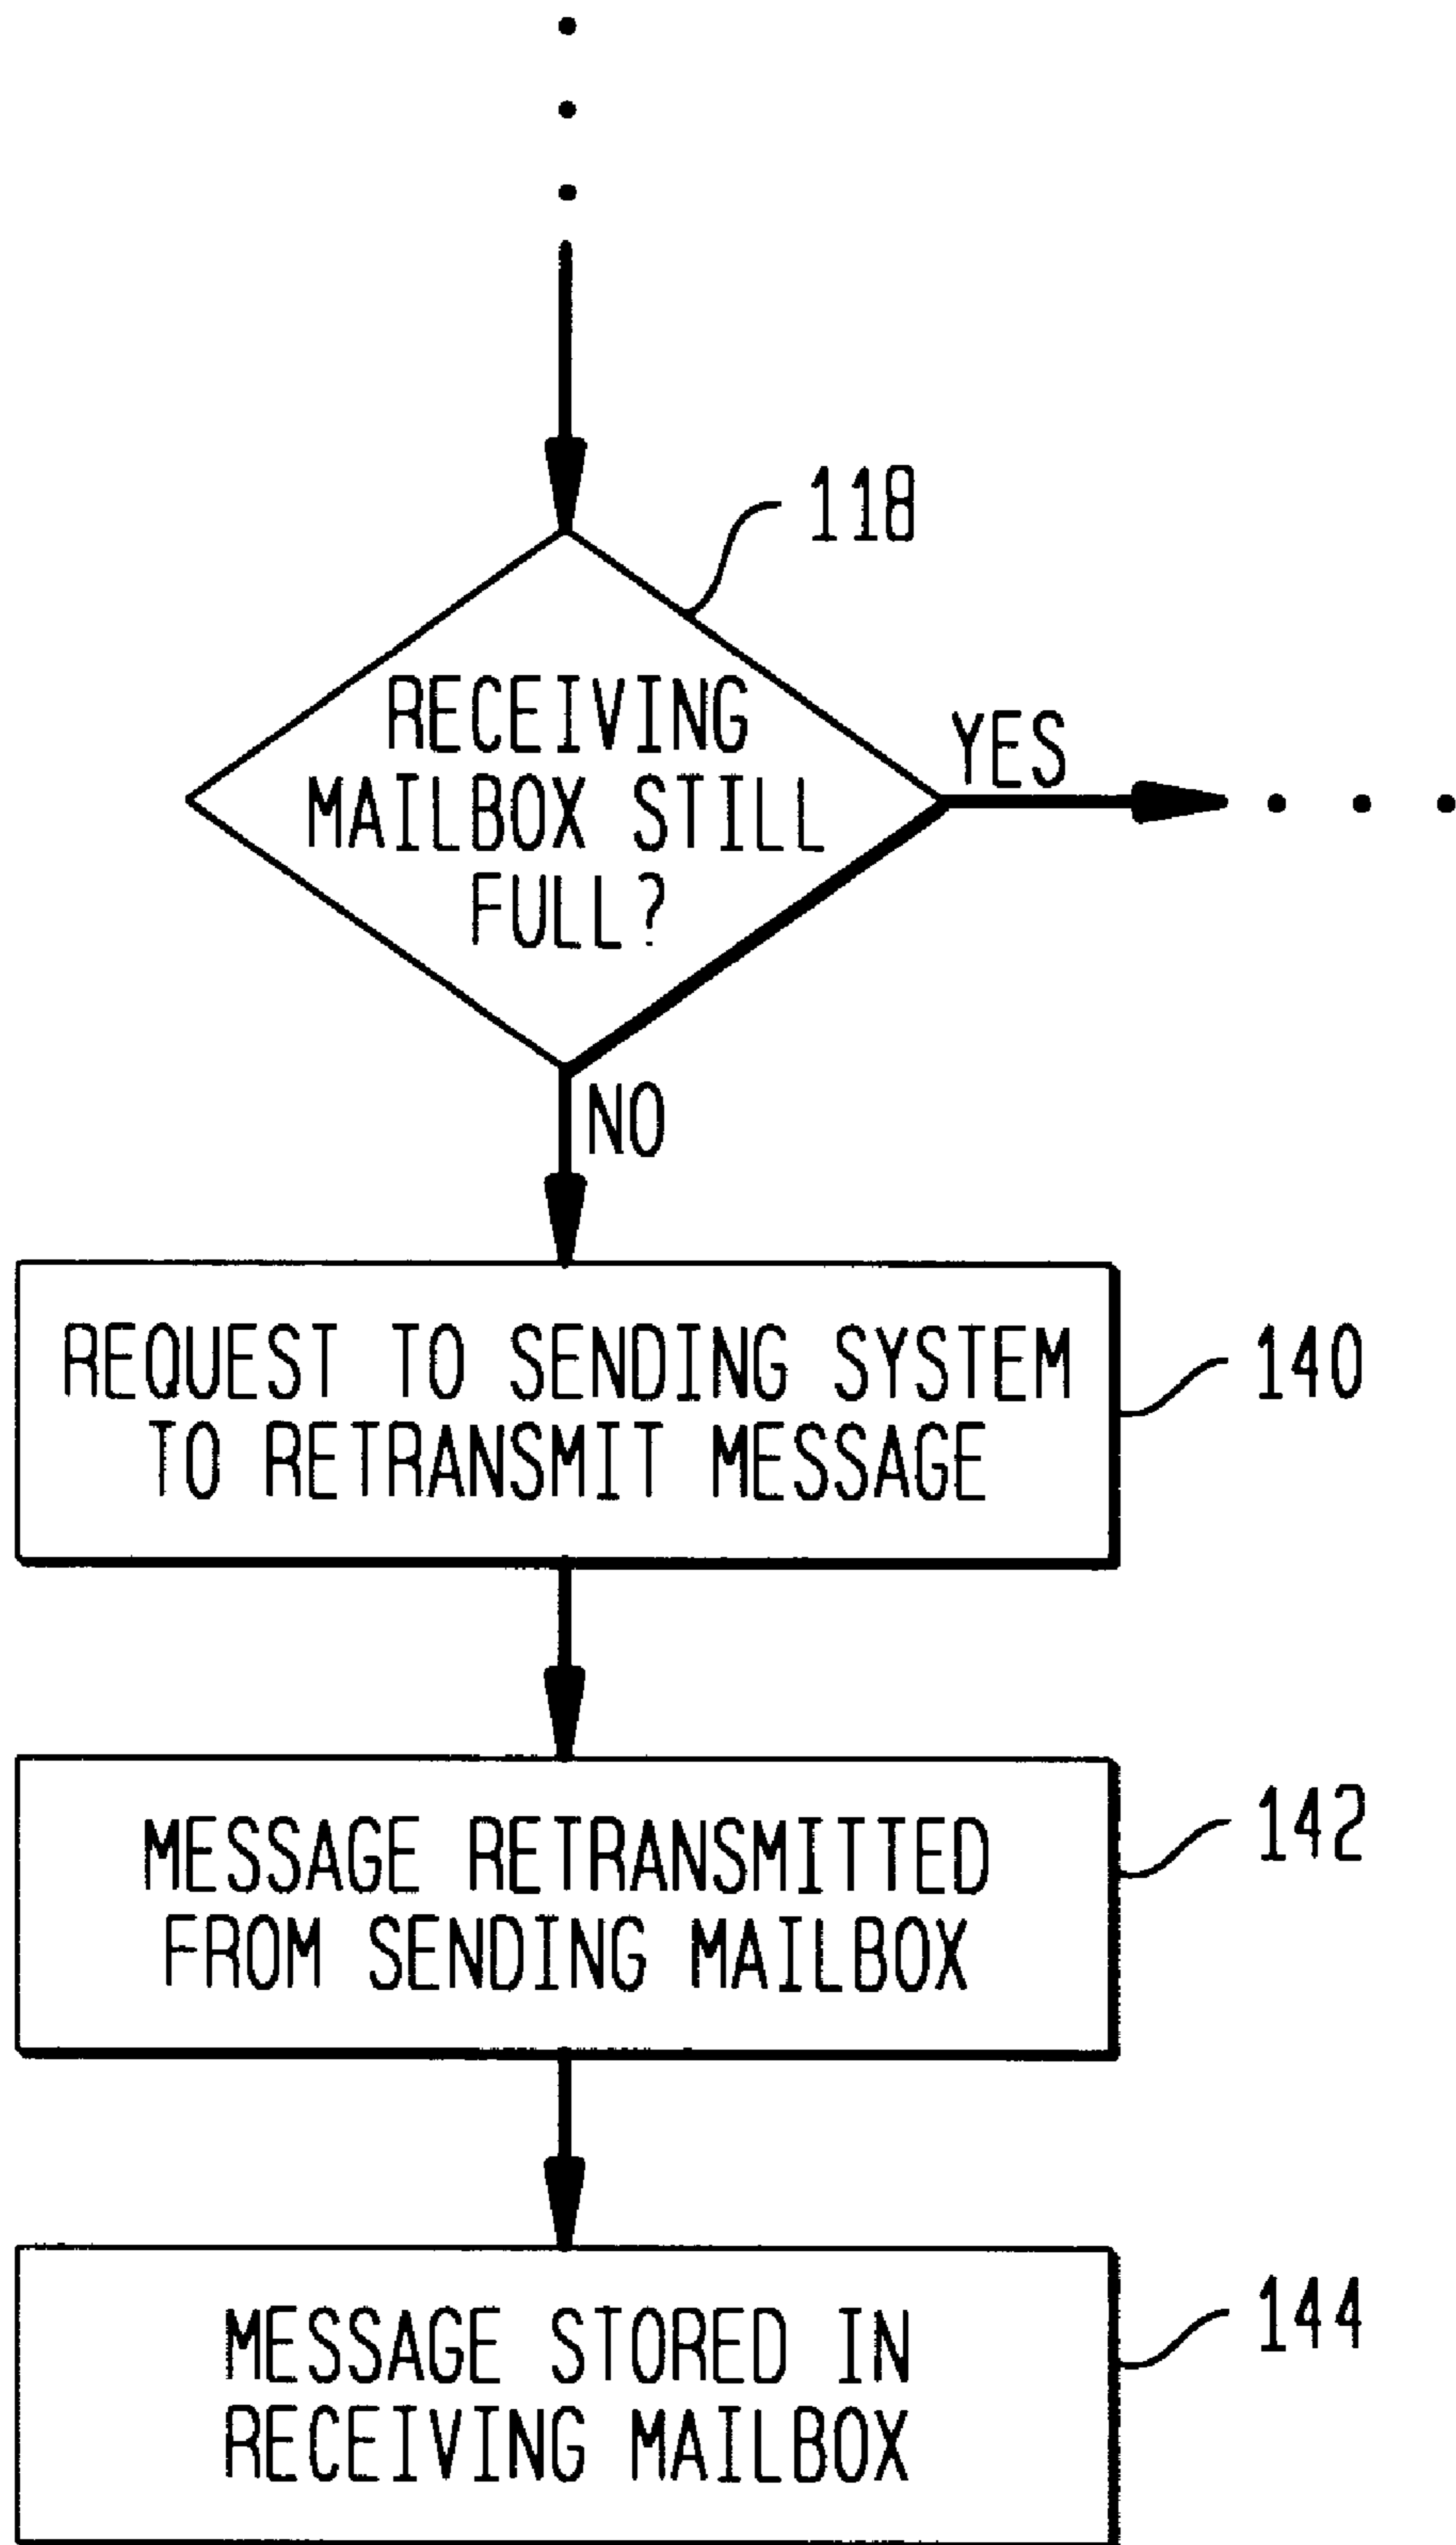 118
RECEIVING
MAILBOX STILL
FULL?
YES
NO
REQUEST TO SENDING SYSTEM
TO RETRANSMIT MESSAGE
140
MESSAGE RETRANSMITTED
FROM SENDING MAILBOX
142
MESSAGE STORED IN
RECEIVING MAILBOX
144